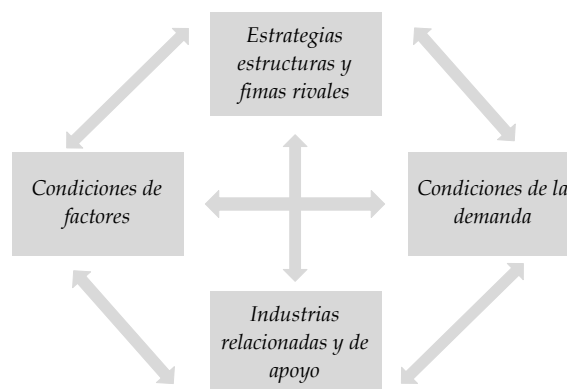 Estrategias
estructuras y
fimas rivales
Condiciones de
factores
Condiciones de la
demanda
Industrias
relacionadas y de
apoyo